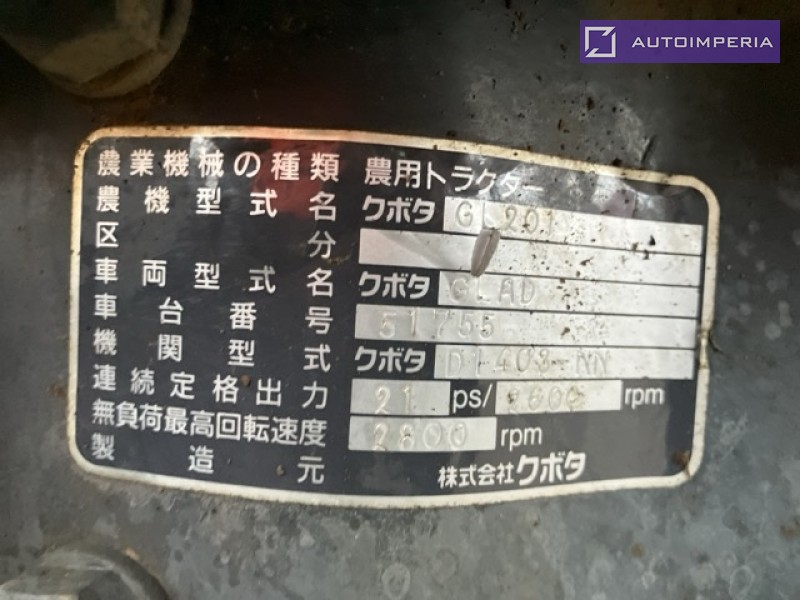 AUTOIMPERIA
農業機械の種類 農用トラクター
農機型式名 クボタ GL201
区分
車両型式名 クボタ GLAD
車台番号 51755
機関型式 クボタ D1403-NN
連続定格出力 21 ps/2600 rpm
無負荷最高回転速度 2800 rpm
製造元 株式会社クボタ